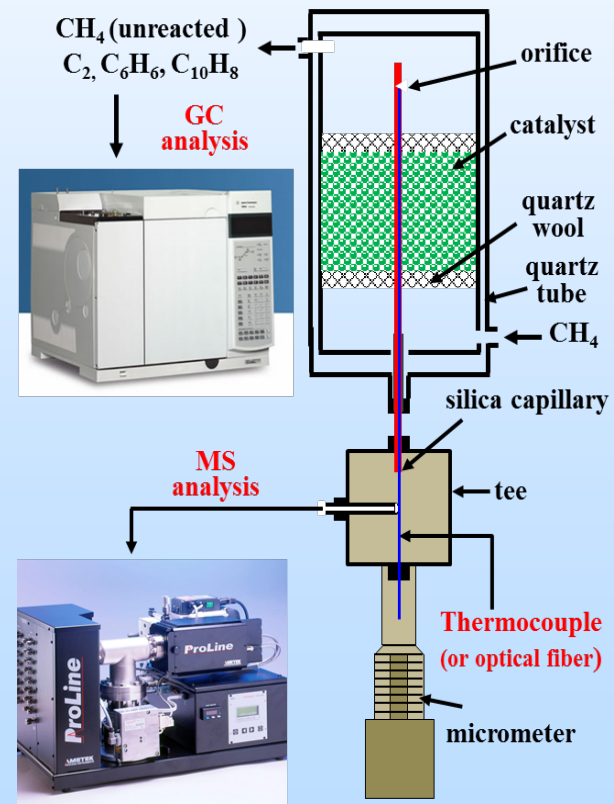 CH₄ (unreacted )
C₂, C₆H₆, C₁₀H₈
GC
analysis
orifice
catalyst
quartz
wool
quartz
tube
CH₄
silica capillary
MS
analysis
tee
Thermocouple
(or optical fiber)
micrometer
ProLine
ProLine
AMETEK
AMETEK